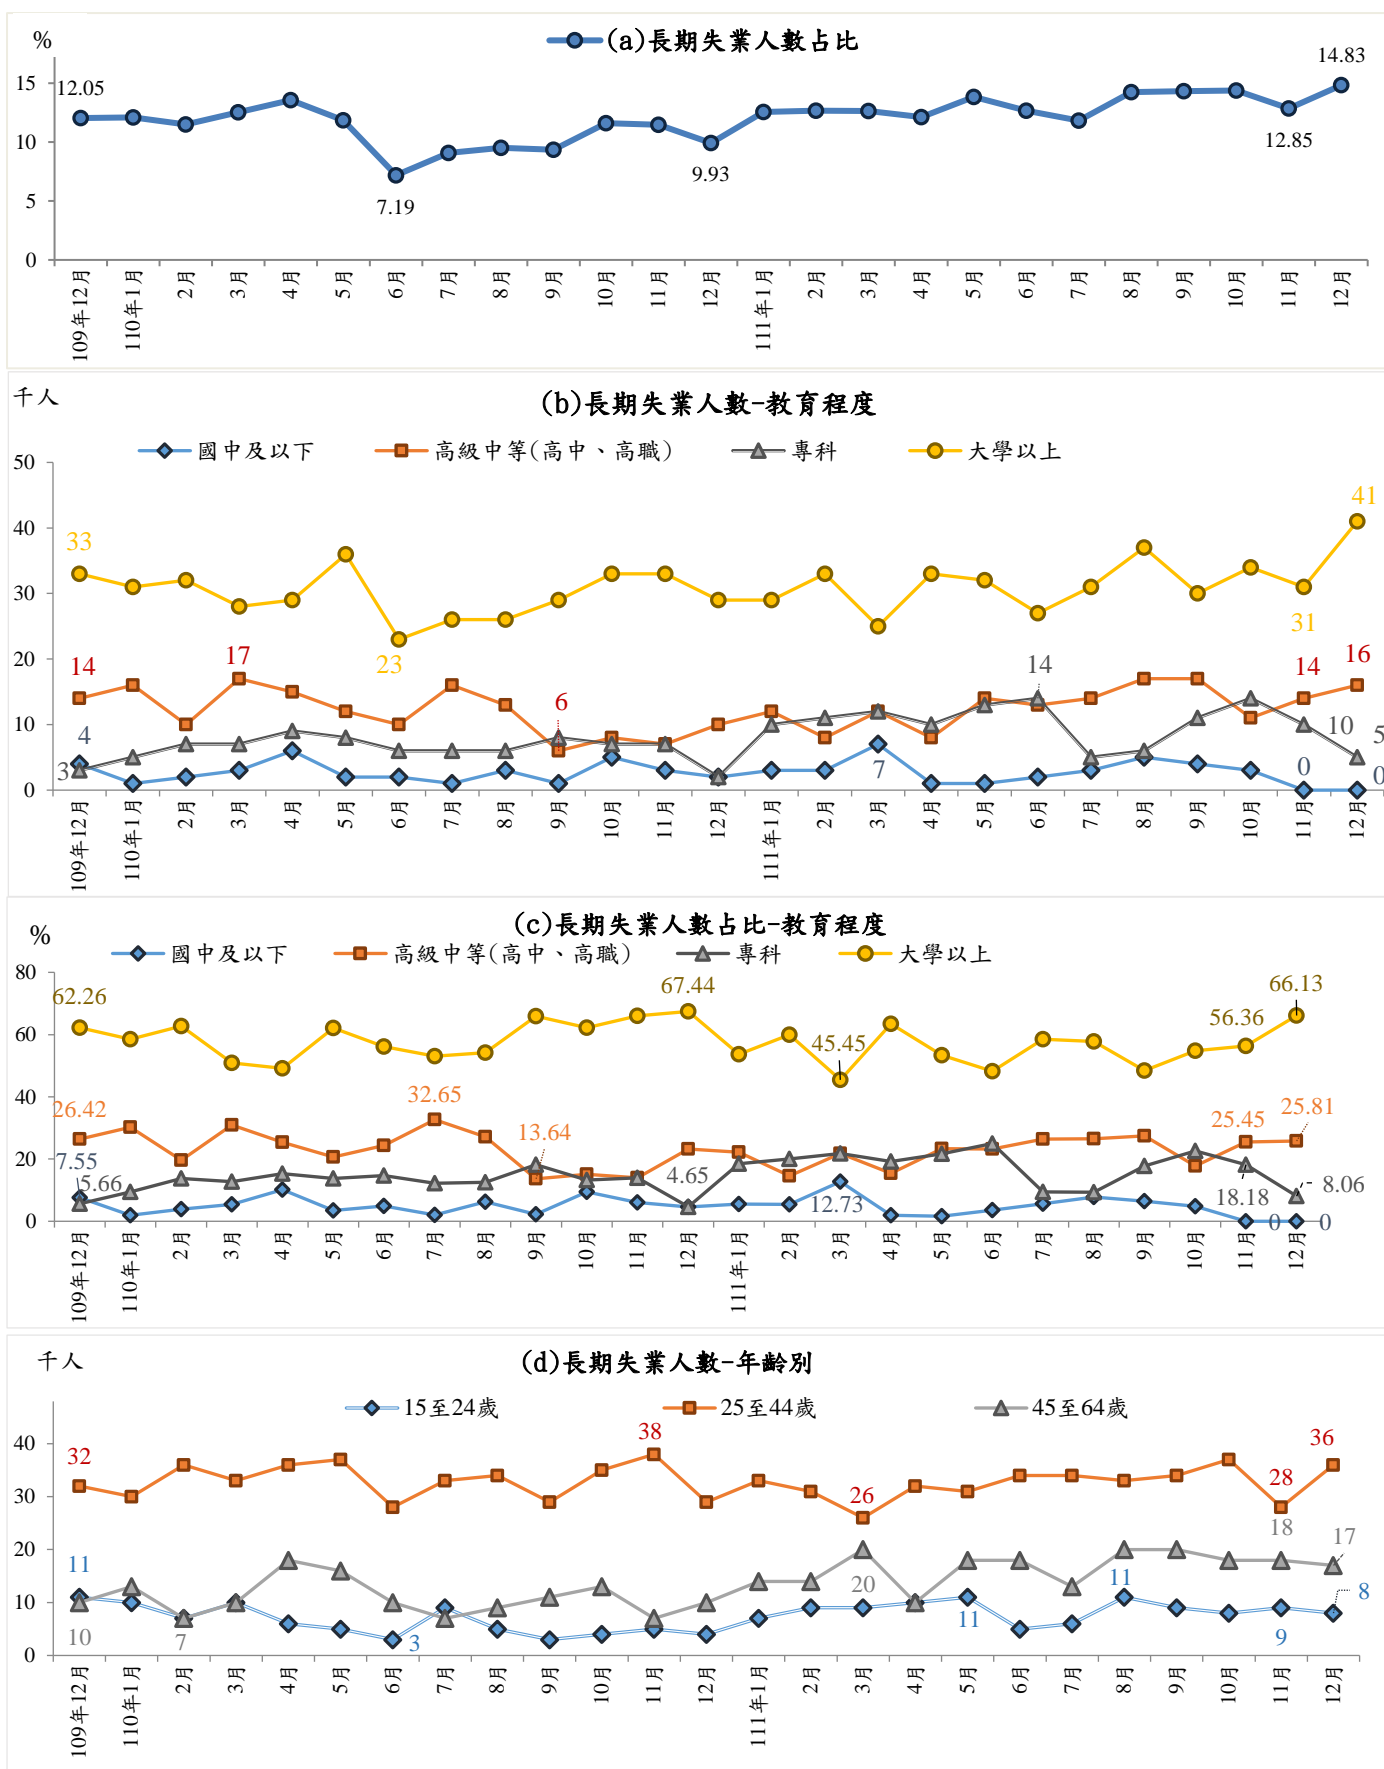 (a)長期失業人數占比
%
14.83
15
12.05
10
12.85
9.93
5
7.19
0
109年12月 110年1月 2月 3月 4月 5月 6月 7月 8月 9月 10月 11月 12月 111年1月 2月 3月 4月 5月 6月 7月 8月 9月 10月 11月 12月
千人
(b)長期失業人數-教育程度
國中及以下 高級中等(高中、高職) 專科 大學以上
50
41
40
33
30
31
23
20
14 17 6 14 14 16
10
4 10 5
3 7 0 0
0
109年12月 110年1月 2月 3月 4月 5月 6月 7月 8月 9月 10月 11月 12月 111年1月 2月 3月 4月 5月 6月 7月 8月 9月 10月 11月 12月
(c)長期失業人數占比-教育程度
%
國中及以下 高級中等(高中、高職) 專科 大學以上
80
62.26 67.44 66.13
60
45.45 56.36
40
26.42 32.65 25.45 25.81
13.64
20
7.55 5.66 4.65 12.73 18.18 8.06
0 0 0
109年12月 110年1月 2月 3月 4月 5月 6月 7月 8月 9月 10月 11月 12月 111年1月 2月 3月 4月 5月 6月 7月 8月 9月 10月 11月 12月
千人
(d)長期失業人數-年齡別
15至24歲 25至44歲 45至64歲
40
32 38 36
30
26 28
20
18 17
11 20 11 8
10
10 7 3 11 9
0
109年12月 110年1月 2月 3月 4月 5月 6月 7月 8月 9月 10月 11月 12月 111年1月 2月 3月 4月 5月 6月 7月 8月 9月 10月 11月 12月